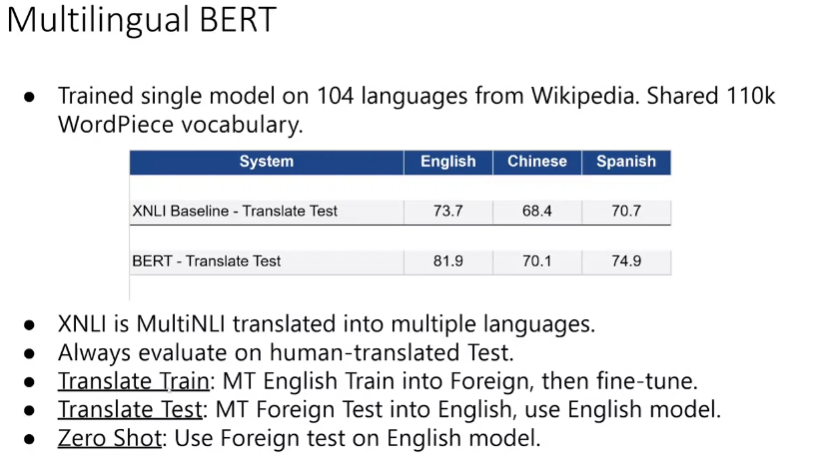 Multilingual BERT
● Trained single model on 104 languages from Wikipedia. Shared 110k
WordPiece vocabulary.
System English Chinese Spanish
XNLI Baseline - Translate Test 73.7 68.4 70.7
BERT - Translate Test 81.9 70.1 74.9
● XNLI is MultiNLI translated into multiple languages.
● Always evaluate on human-translated Test.
● Translate Train: MT English Train into Foreign, then fine-tune.
● Translate Test: MT Foreign Test into English, use English model.
● Zero Shot: Use Foreign test on English model.